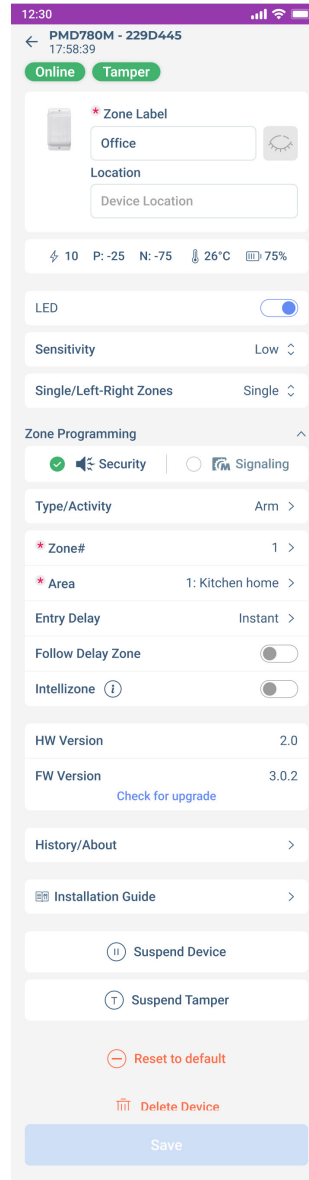 12:30
PMD780M - 229D445
17:58:39
Online Tamper
* Zone Label
Office
Location
Device Location
10 P: -25 N: -75 26°C 75%
LED
Sensitivity Low
Single/Left-Right Zones Single
Zone Programming
Security Signaling
Type/Activity Arm
* Zone# 1
* Area 1: Kitchen home
Entry Delay Instant
Follow Delay Zone
Intellizone i
HW Version 2.0
FW Version 3.0.2
Check for upgrade
History/About
Installation Guide
Suspend Device
T Suspend Tamper
Reset to default
Delete Device
Save